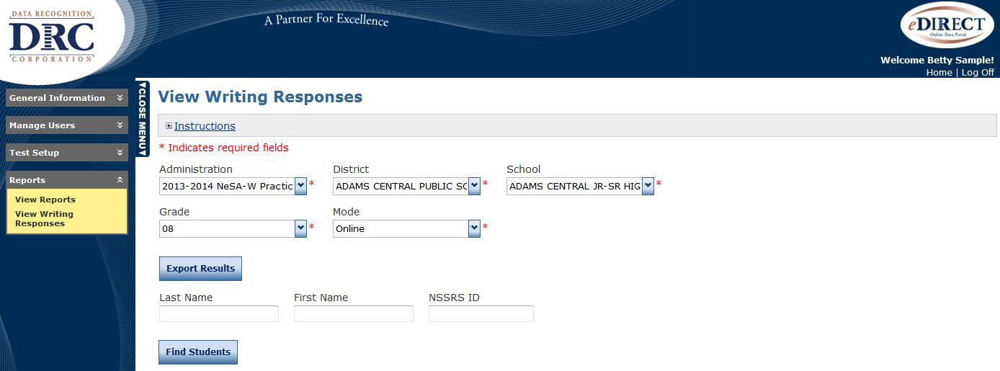 DATA RECOGNITION
DRC
CORPORATION
A Partner For Excellence
eDIRECT
Online Data Portal
Welcome Betty Sample!
Home | Log Off
General Information
Manage Users
Test Setup
Reports
View Reports
View Writing
Responses
CLOSE MENU
View Writing Responses
Instructions
* Indicates required fields
Administration District School
2013-2014 NeSA-W Practic * ADAMS CENTRAL PUBLIC SC * ADAMS CENTRAL JR-SR HIG *
Grade Mode
08 * Online *
Export Results
Last Name First Name NSSRS ID
Find Students